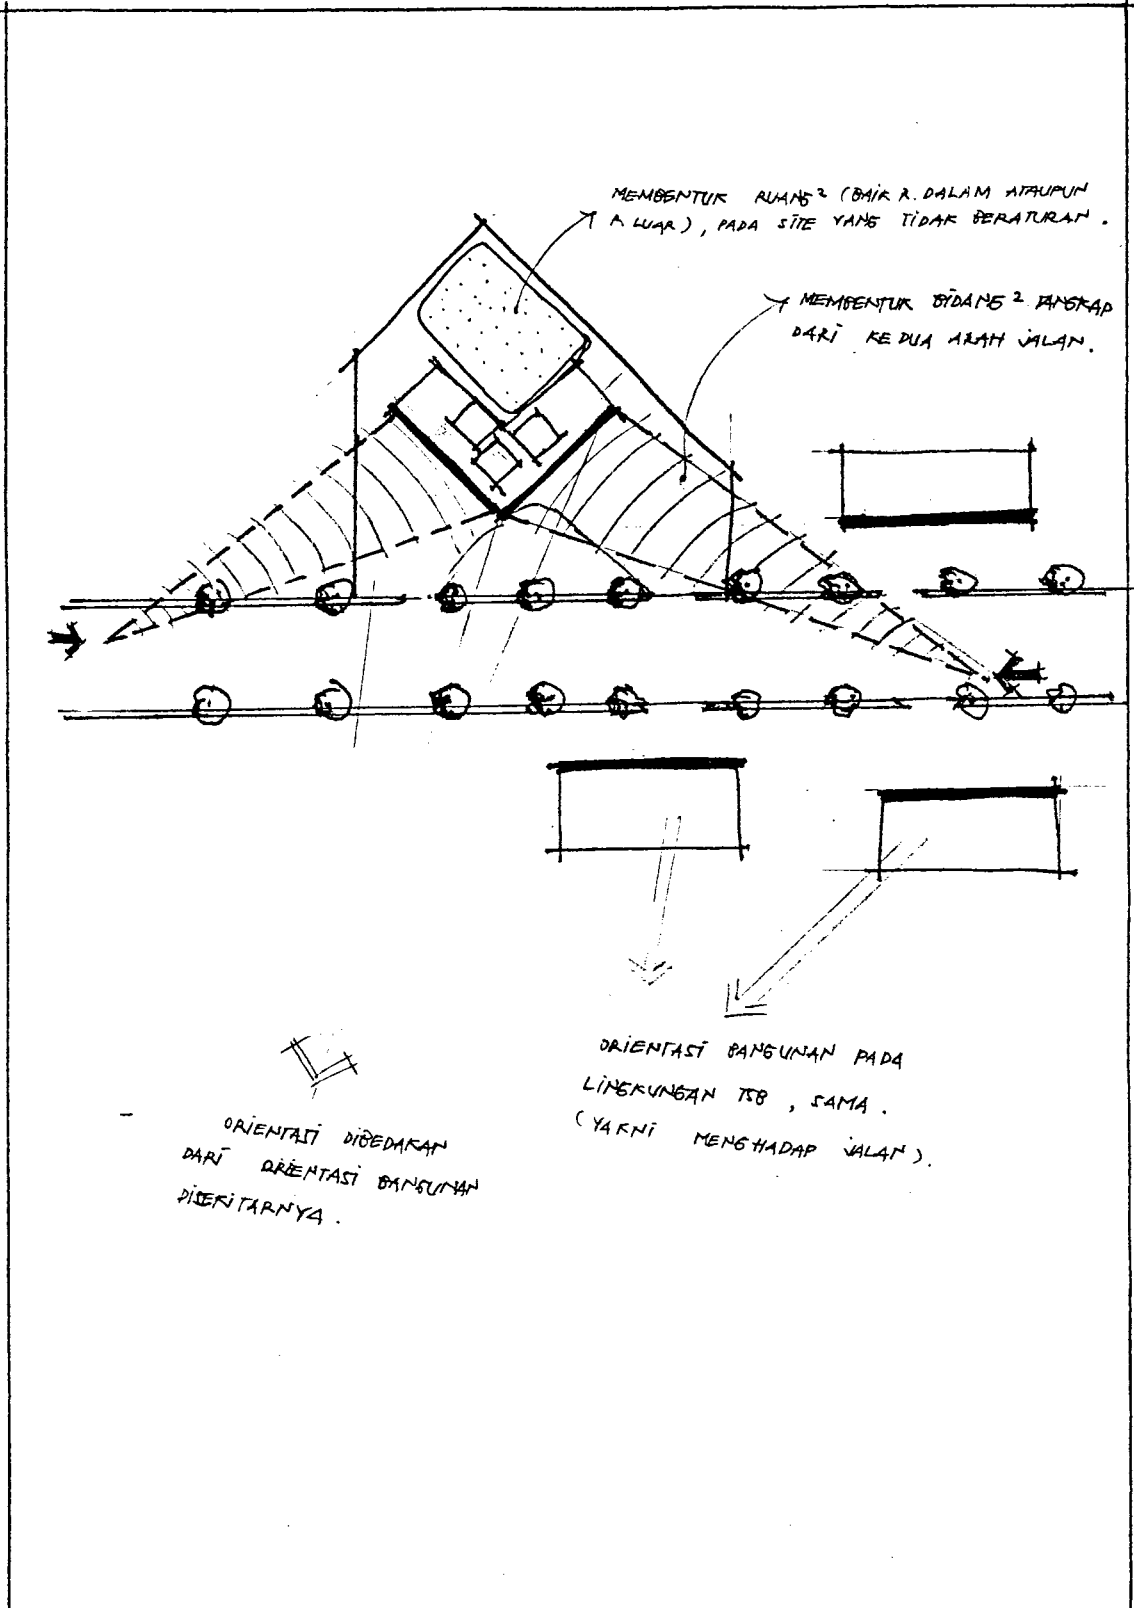 MEMBENTUK RUANG² (BAIK R. DALAM ATAUPUN
R. LUAR), PADA SITE YANG TIDAK BERATURAN.
MEMBENTUK BIDANG² TANGKAP
DARI KEDUA ARAH JALAN.
ORIENTASI BANGUNAN PADA
LINGKUNGAN TSB, SAMA.
(YAKNI MENGHADAP JALAN).
ORIENTASI DIBEDAKAN
DARI ORIENTASI BANGUNAN
DISEKITARNYA.